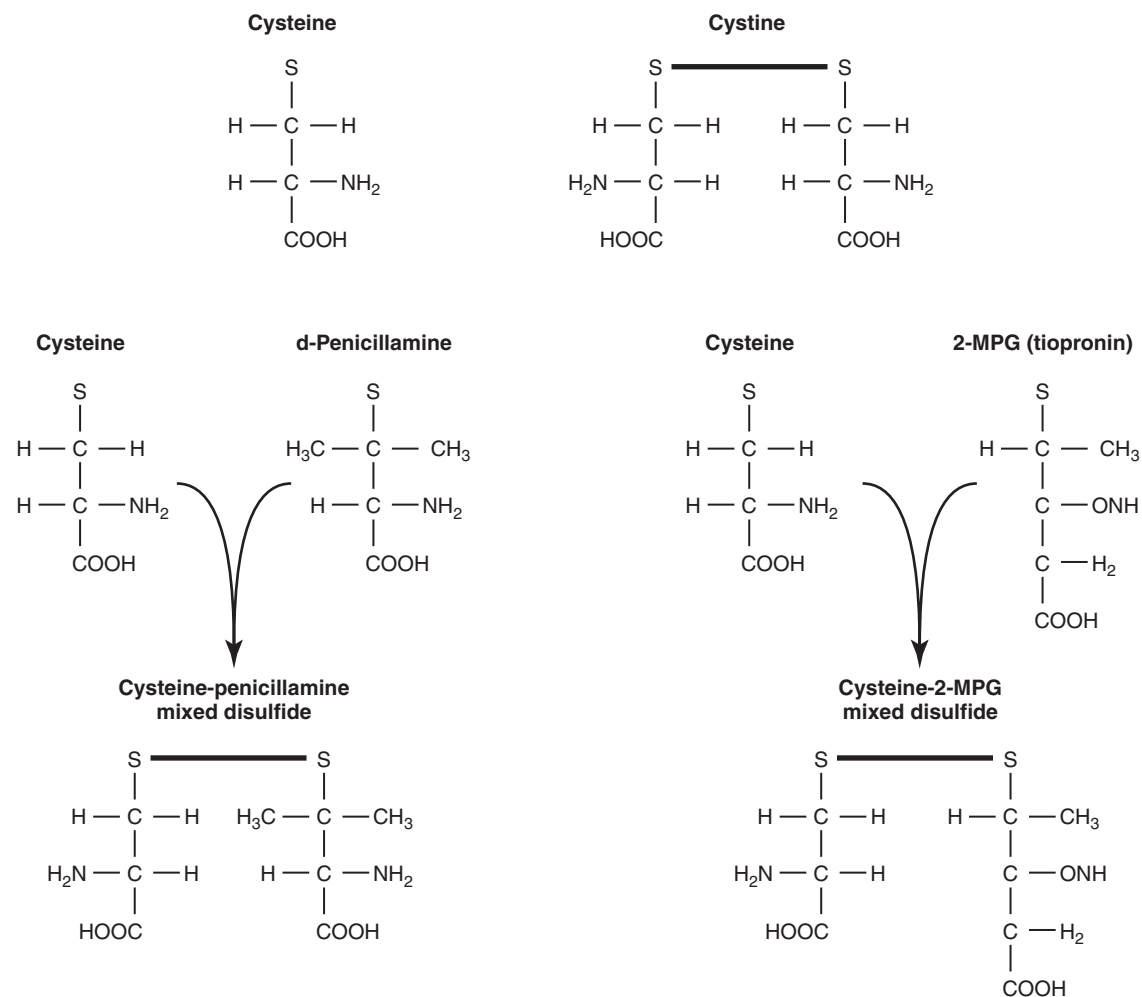 Cysteine
Cystine
S
S S
H C H
H C H H C H
H C NH₂
H₂N C H H C NH₂
COOH
HOOC COOH
Cysteine
d-Penicillamine
Cysteine
2-MPG (tiopronin)
S
S
S
S
H C H
H₃C C CH₃
H C H
H C CH₃
H C NH₂
H C NH₂
H C NH₂
C ONH
COOH
COOH
COOH
C H₂
COOH
Cysteine-penicillamine
mixed disulfide
Cysteine-2-MPG
mixed disulfide
S S
S S
H C H H₃C C CH₃
H C H H C CH₃
H₂N C H H C NH₂
H₂N C H C ONH
HOOC COOH
HOOC C H₂
COOH